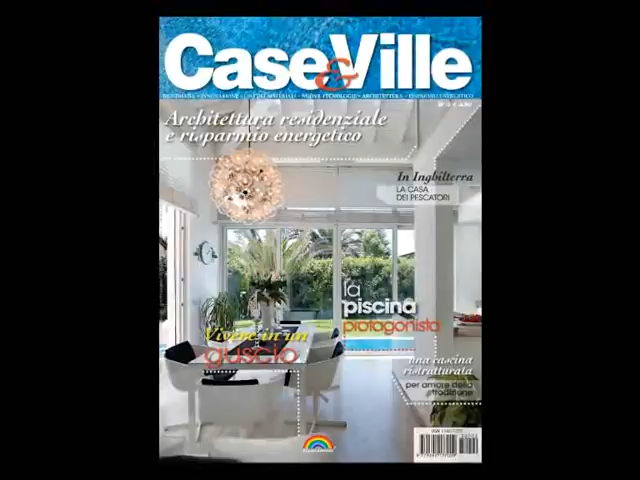 Case&Ville
Architettura residenziale
e risparmio energetico
In Inghilterra
LA CASA
DEI PESCATORI
la
piscina
protagonista
Vivere in un
guscio
una cascina
ristrutturata
per amore della
tradizione